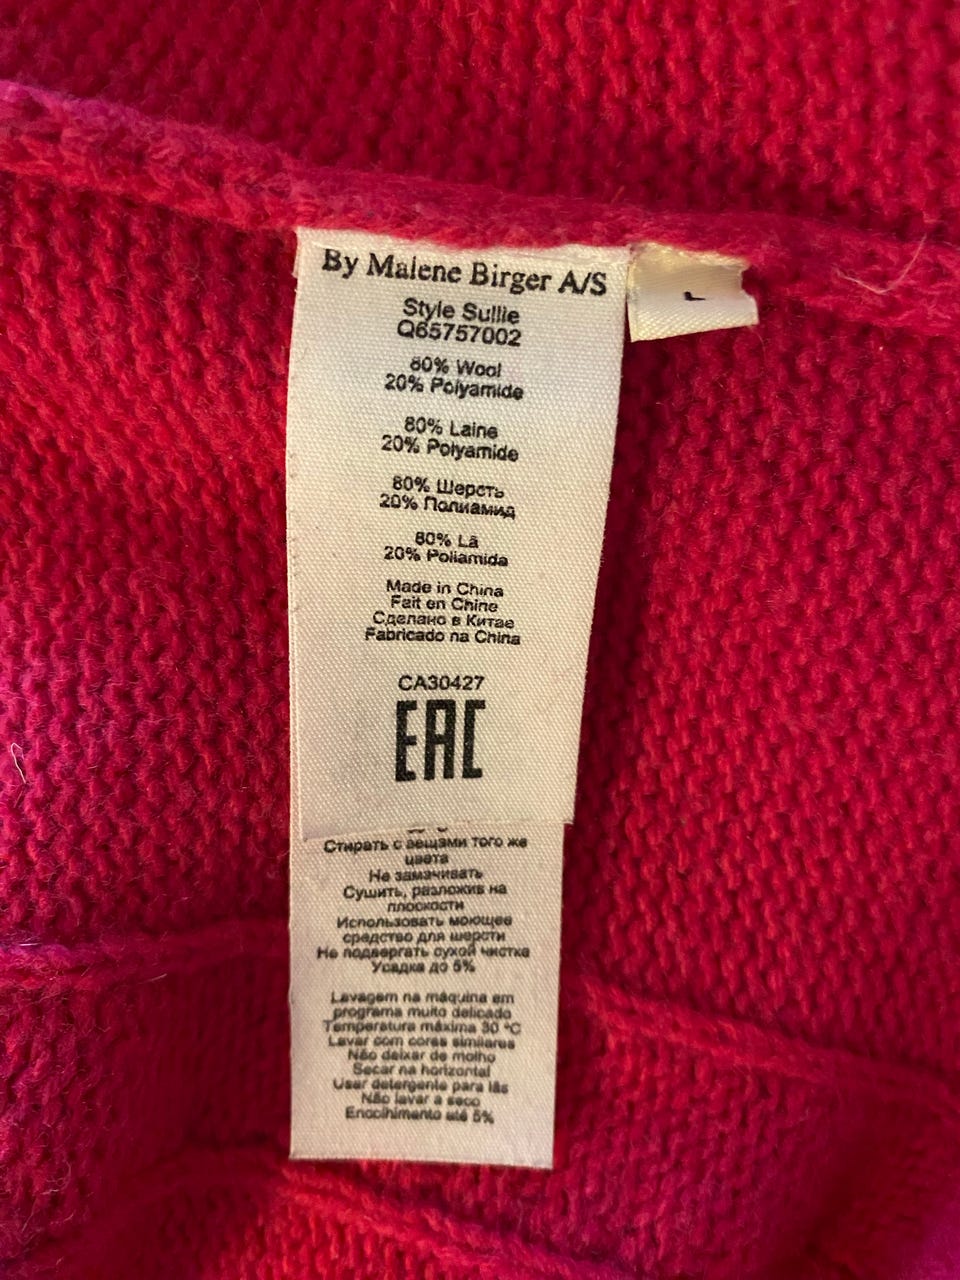 By Malene Birger A/S
L
Style Sullie
Q65757002
80% Wool
20% Polyamide
80% Laine
20% Polyamide
80% Шерсть
20% Полиамид
80% Lã
20% Poliamida
Made in China
Fait en Chine
Сделано в Китае
Fabricado na China
CA30427
EAC
Стирать с вещами того же
цвета
Не замачивать
Сушить, разложив на
плоскости
Использовать моющее
средство для шерсти
Не подвергать сухой чистке
Усадка до 5%
Lavagem na máquina em
programa muito delicado
Temperatura máxima 30 °C
Lavar com cores similares
Não deixar de molho
Secar na horizontal
Usar detergente para lãs
Não lavar a seco
Encolhimento até 5%